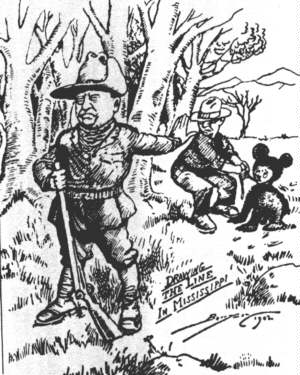 DRAWING
THE LINE
IN MISSISSIPPI
1902